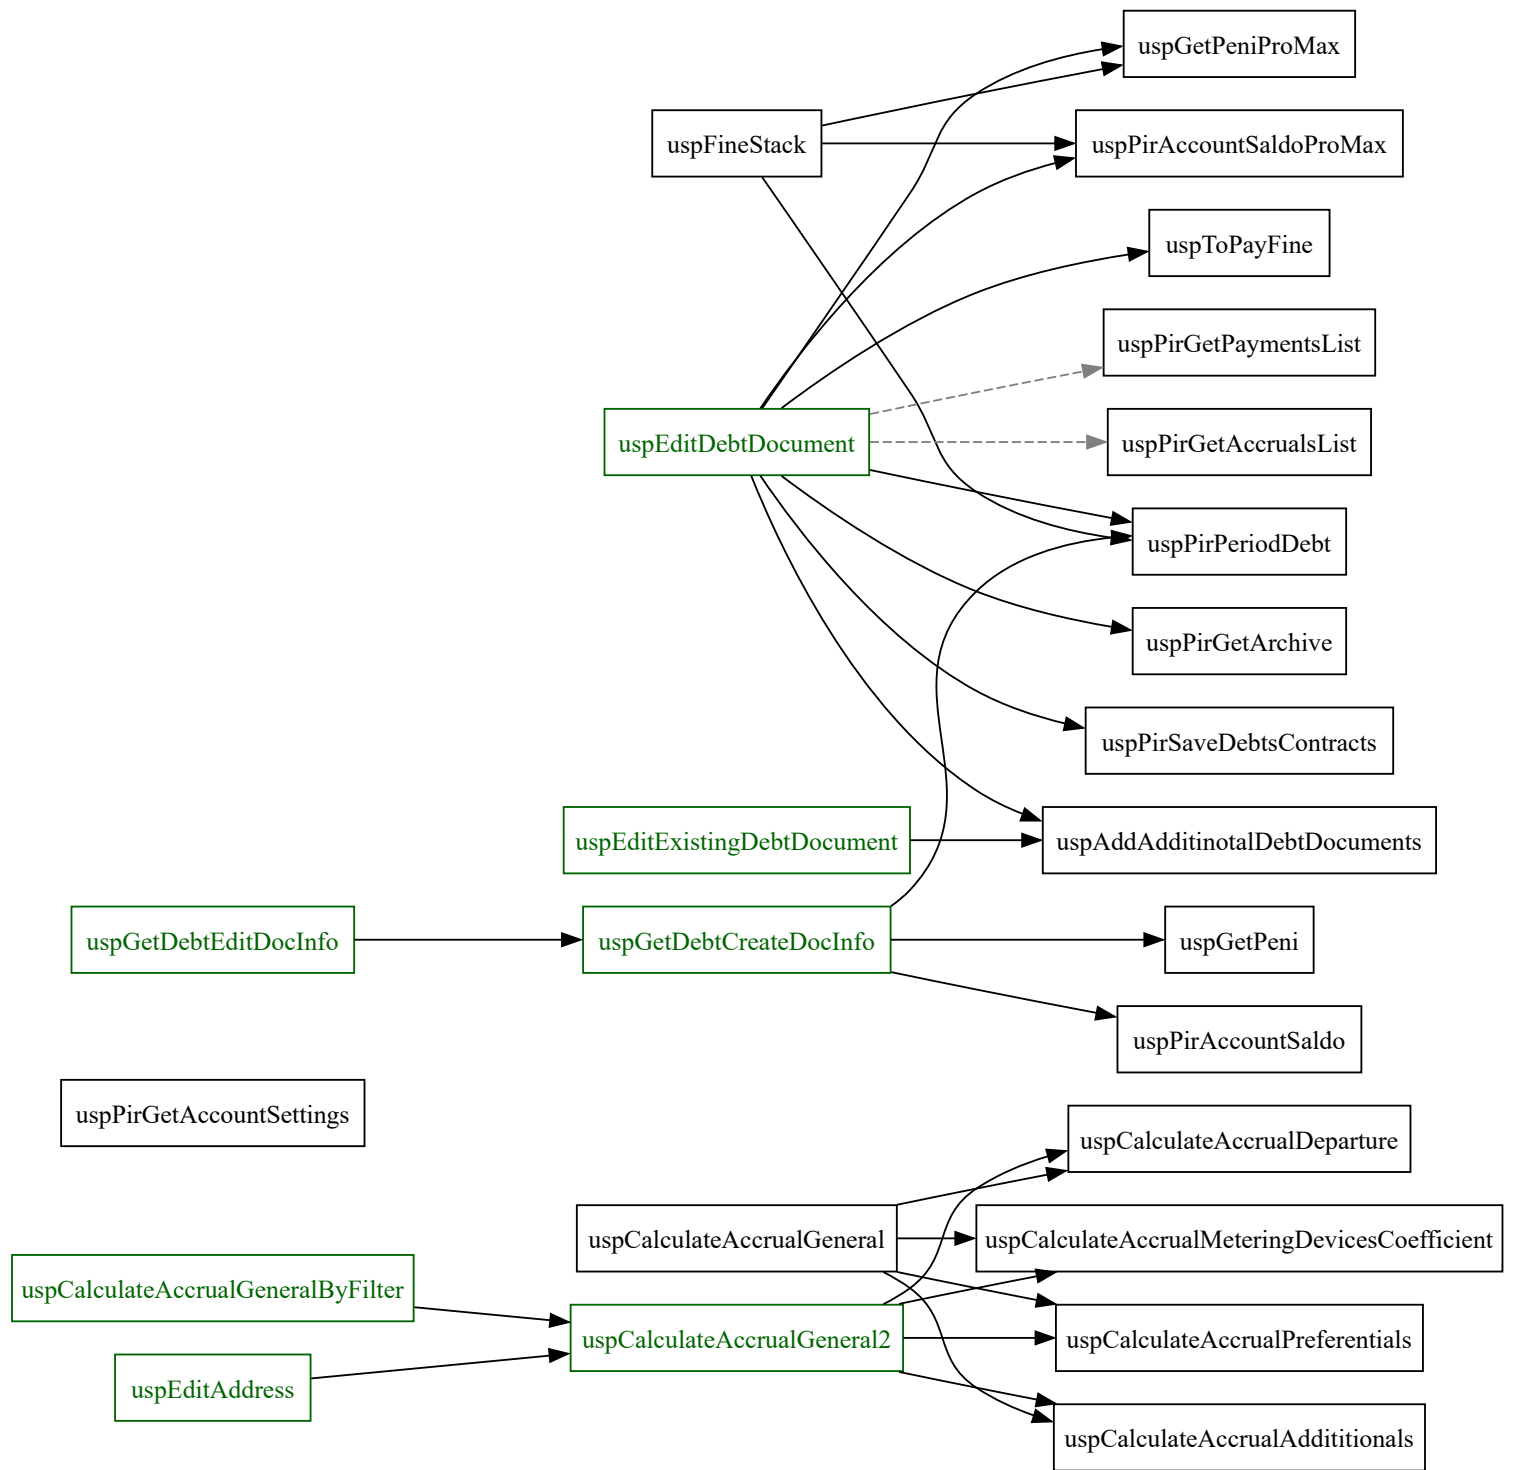 uspGetPeniProMax
uspFineStack
uspPirAccountSaldoProMax
uspToPayFine
uspPirGetPaymentsList
uspEditDebtDocument
uspPirGetAccrualsList
uspPirPeriodDebt
uspPirGetArchive
uspPirSaveDebtsContracts
uspEditExistingDebtDocument
uspAddAdditinotalDebtDocuments
uspGetDebtEditDocInfo
uspGetDebtCreateDocInfo
uspGetPeni
uspPirAccountSaldo
uspPirGetAccountSettings
uspCalculateAccrualDeparture
uspCalculateAccrualGeneral
uspCalculateAccrualMeteringDevicesCoefficient
uspCalculateAccrualGeneralByFilter
uspCalculateAccrualGeneral2
uspCalculateAccrualPreferentials
uspEditAddress
uspCalculateAccrualAddititionals